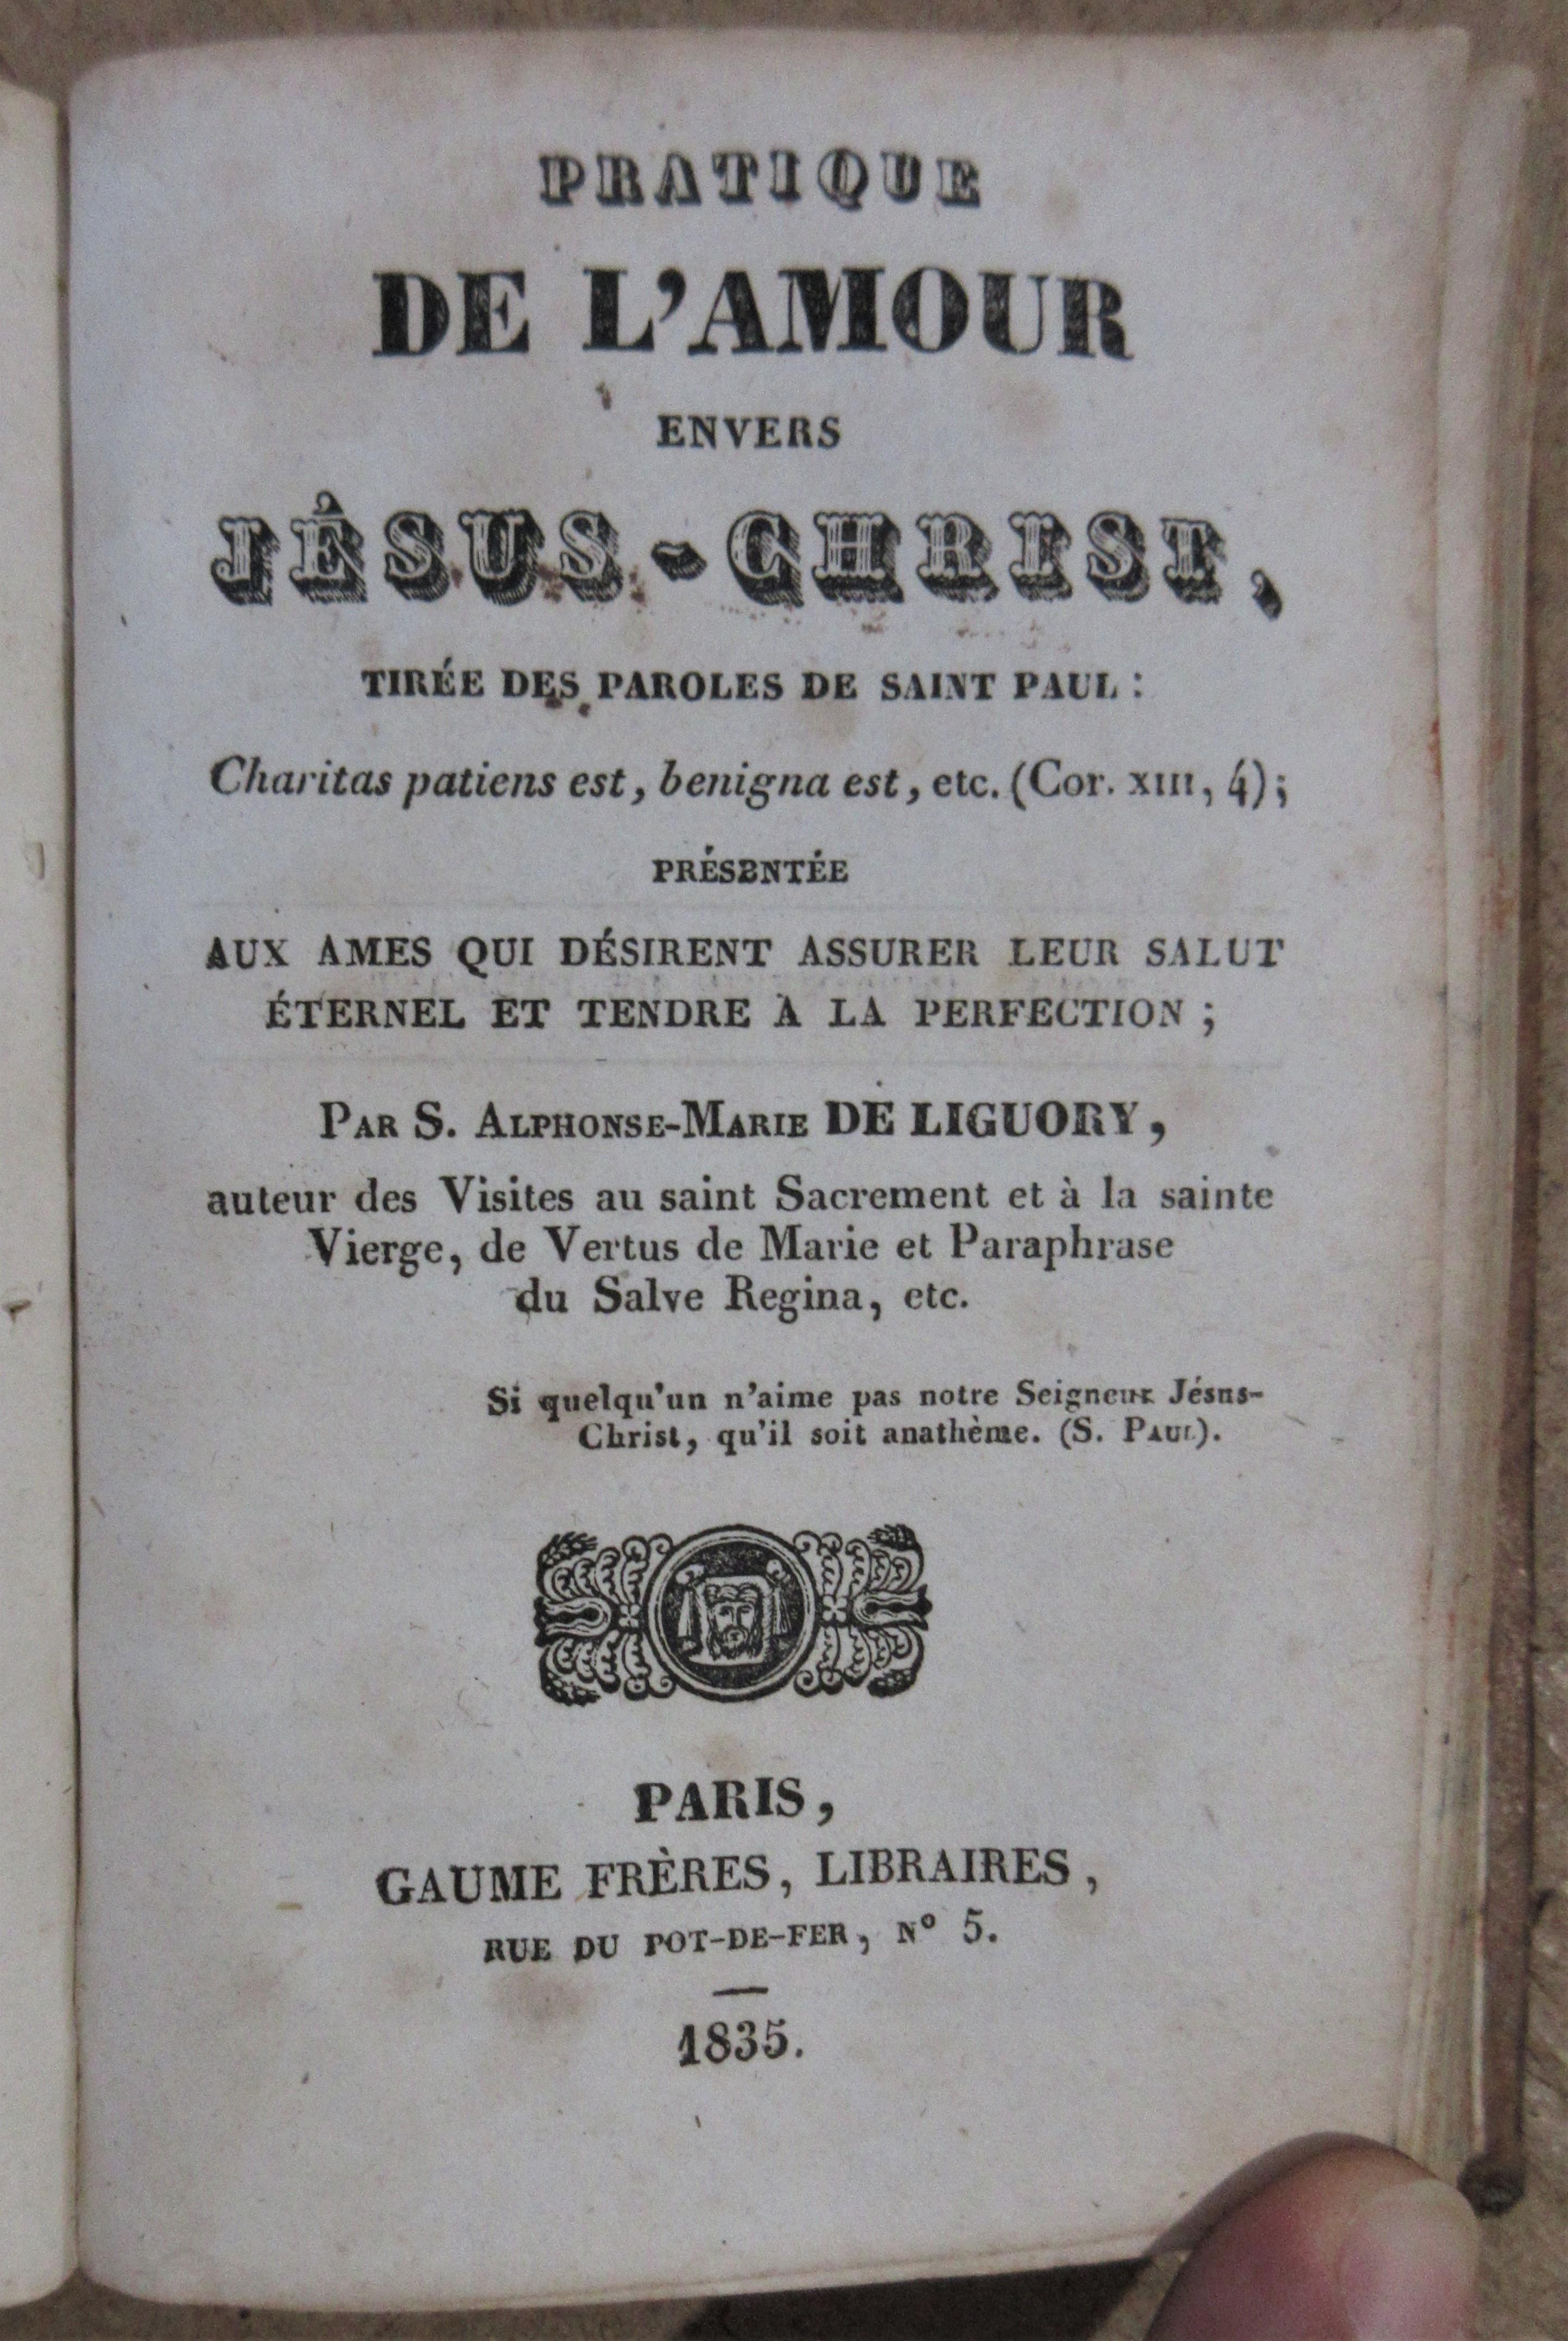 PRATIQUE
DE L'AMOUR
ENVERS
JÉSUS-CHRIST,
TIRÉE DES PAROLES DE SAINT PAUL :
Charitas patiens est, benigna est, etc. (Cor. XIII, 4);
PRÉSENTÉE
AUX AMES QUI DÉSIRENT ASSURER LEUR SALUT
ÉTERNEL ET TENDRE A LA PERFECTION ;
PAR S. ALPHONSE-MARIE DE LIGUORY,
auteur des Visites au saint Sacrement et à la sainte
Vierge, de Vertus de Marie et Paraphrase
du Salve Regina, etc.
Si quelqu'un n'aime pas notre Seigneur Jésus-
Christ, qu'il soit anathème. (S. PAUL).
PARIS,
GAUME FRÈRES, LIBRAIRES,
RUE DU POT-DE-FER, N° 5.
1835.